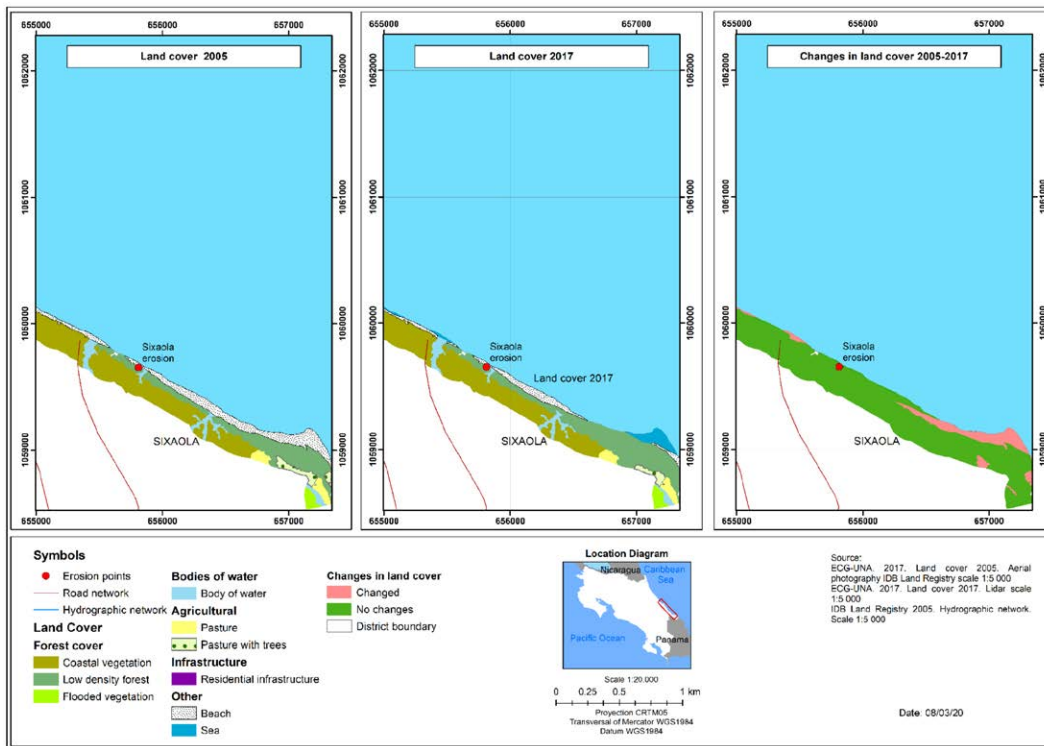 655000 656000 657000
655000 656000 657000
655000 656000 657000
Land cover 2005
Land cover 2017
Changes in land cover 2005-2017
1062000
1062000
1062000
1061000
1061000
1061000
1060000
1060000
1060000
1059000
1059000
1059000
Sixaola
erosion
SIXAOLA
Sixaola
erosion
Land cover 2017
SIXAOLA
Sixaola
erosion
SIXAOLA
655000 656000 657000
655000 656000 657000
655000 656000 657000
Symbols
Erosion points
Road network
Hydrographic network
Land Cover
Forest cover
Coastal vegetation
Low density forest
Flooded vegetation
Bodies of water
Body of water
Agricultural
Pasture
Pasture with trees
Infrastructure
Residential infrastructure
Other
Beach
Sea
Changes in land cover
Changed
No changes
District boundary
Location Diagram
Nicaragua
Caribbean
Sea
Pacific Ocean
Panama
Scale 1:20.000
0 0.25 0.5 1 km
Proyection CRTM05
Transversal of Mercator WGS1984
Datum WGS1984
Source:
ECG-UNA. 2017. Land cover 2005. Aerial
photography IDB Land Registry scale 1:5 000
ECG-UNA. 2017. Land cover 2017. Lidar scale
1:5 000
IDB Land Registry 2005. Hydrographic network.
Scale 1:5 000
Date: 08/03/20